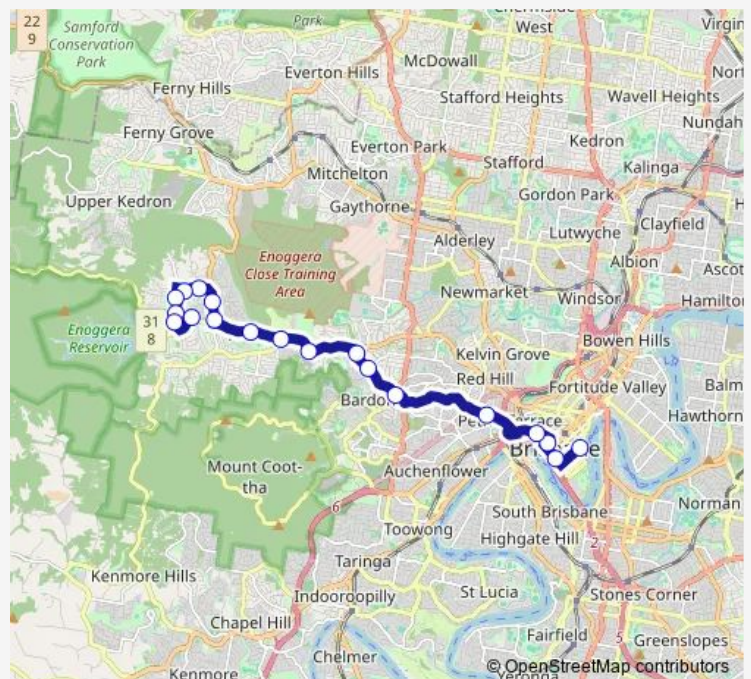 Chermside
West
22
9
Samford
Conservation
Park
Park
Virgin
McDowall
Everton Hills
Nort
Ferny Hills
Stafford Heights
Wavell Heights
Nundah
Ferny Grove
3
Everton Park
Kedron
Stafford
Kalinga
Mitchelton
Upper Kedron
Gordon Park
Gaythorne
Clayfield
Lutwyche
Alderley
Enoggera
Close Training
Area
Albion
Ascot
Newmarket
Windsor
Hamilton
31
8
Enoggera
Reservoir
Bowen Hills
Kelvin Grove
Red Hill
Fortitude Valley
Balm
Bardon
Hawthorn
Mount Coot-
tha
Auchenflower
6
South Brisbane
Norman
Toowong
Highgate Hill
2
Taringa
Kenmore Hills
Indooroopilly
St Lucia
Stones Corner
Chapel Hill
Fairfield
5
Greenslopes
Chelmer
Kenmore
Yeronga
© OpenStreetMap contributors